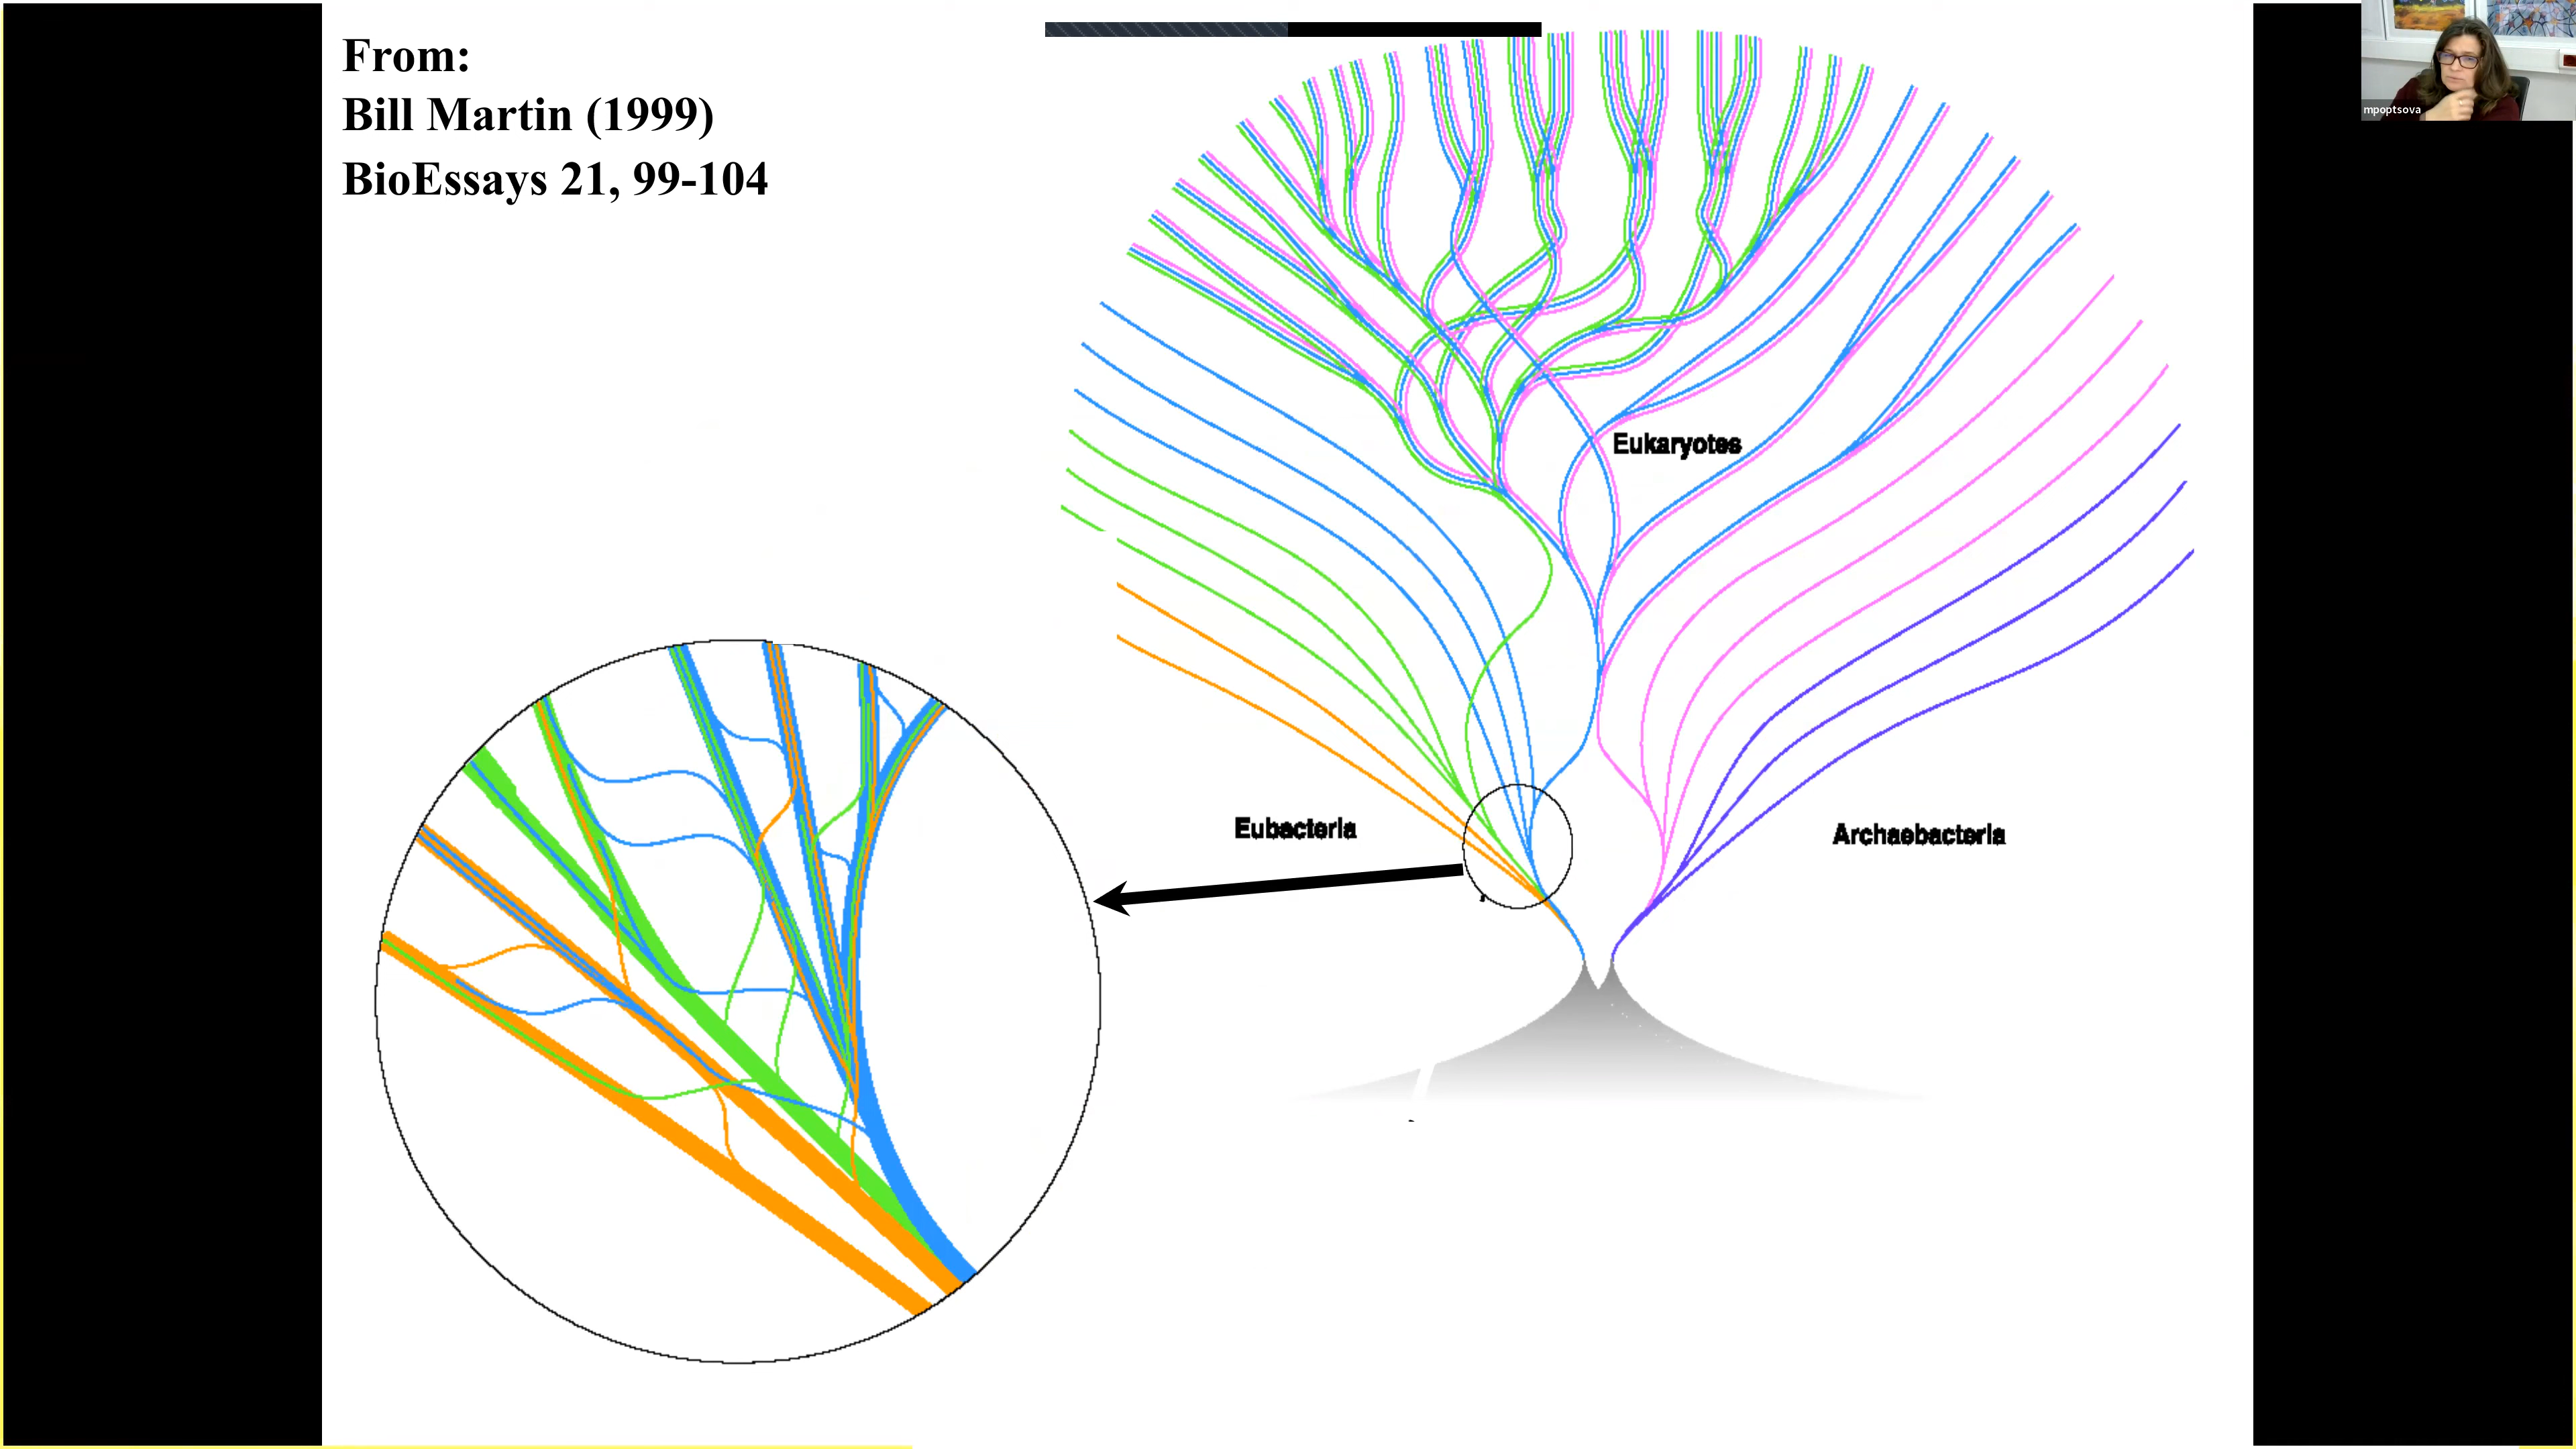 From:
Bill Martin (1999)
BioEssays 21, 99-104
mpoptsova
Eukaryotes
Eubacteria
Archaebacteria